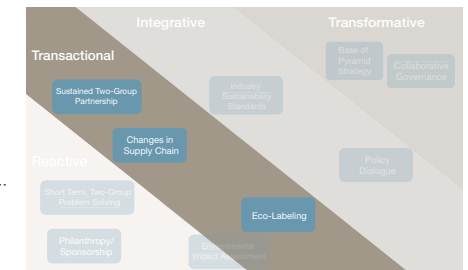 Integrative
Transformative
Transactional
Base of
Pyramid
Strategy
Collaborative
Governance
Sustained Two-Group
Partnership
Industry
Sustainability
Standards
Changes in
Supply Chain
Reactive
Policy
Dialogue
Short Term, Two-Group
Problem Solving
Eco-Labeling
Philanthropy/
Sponsorship
Environmental
Impact Assessment